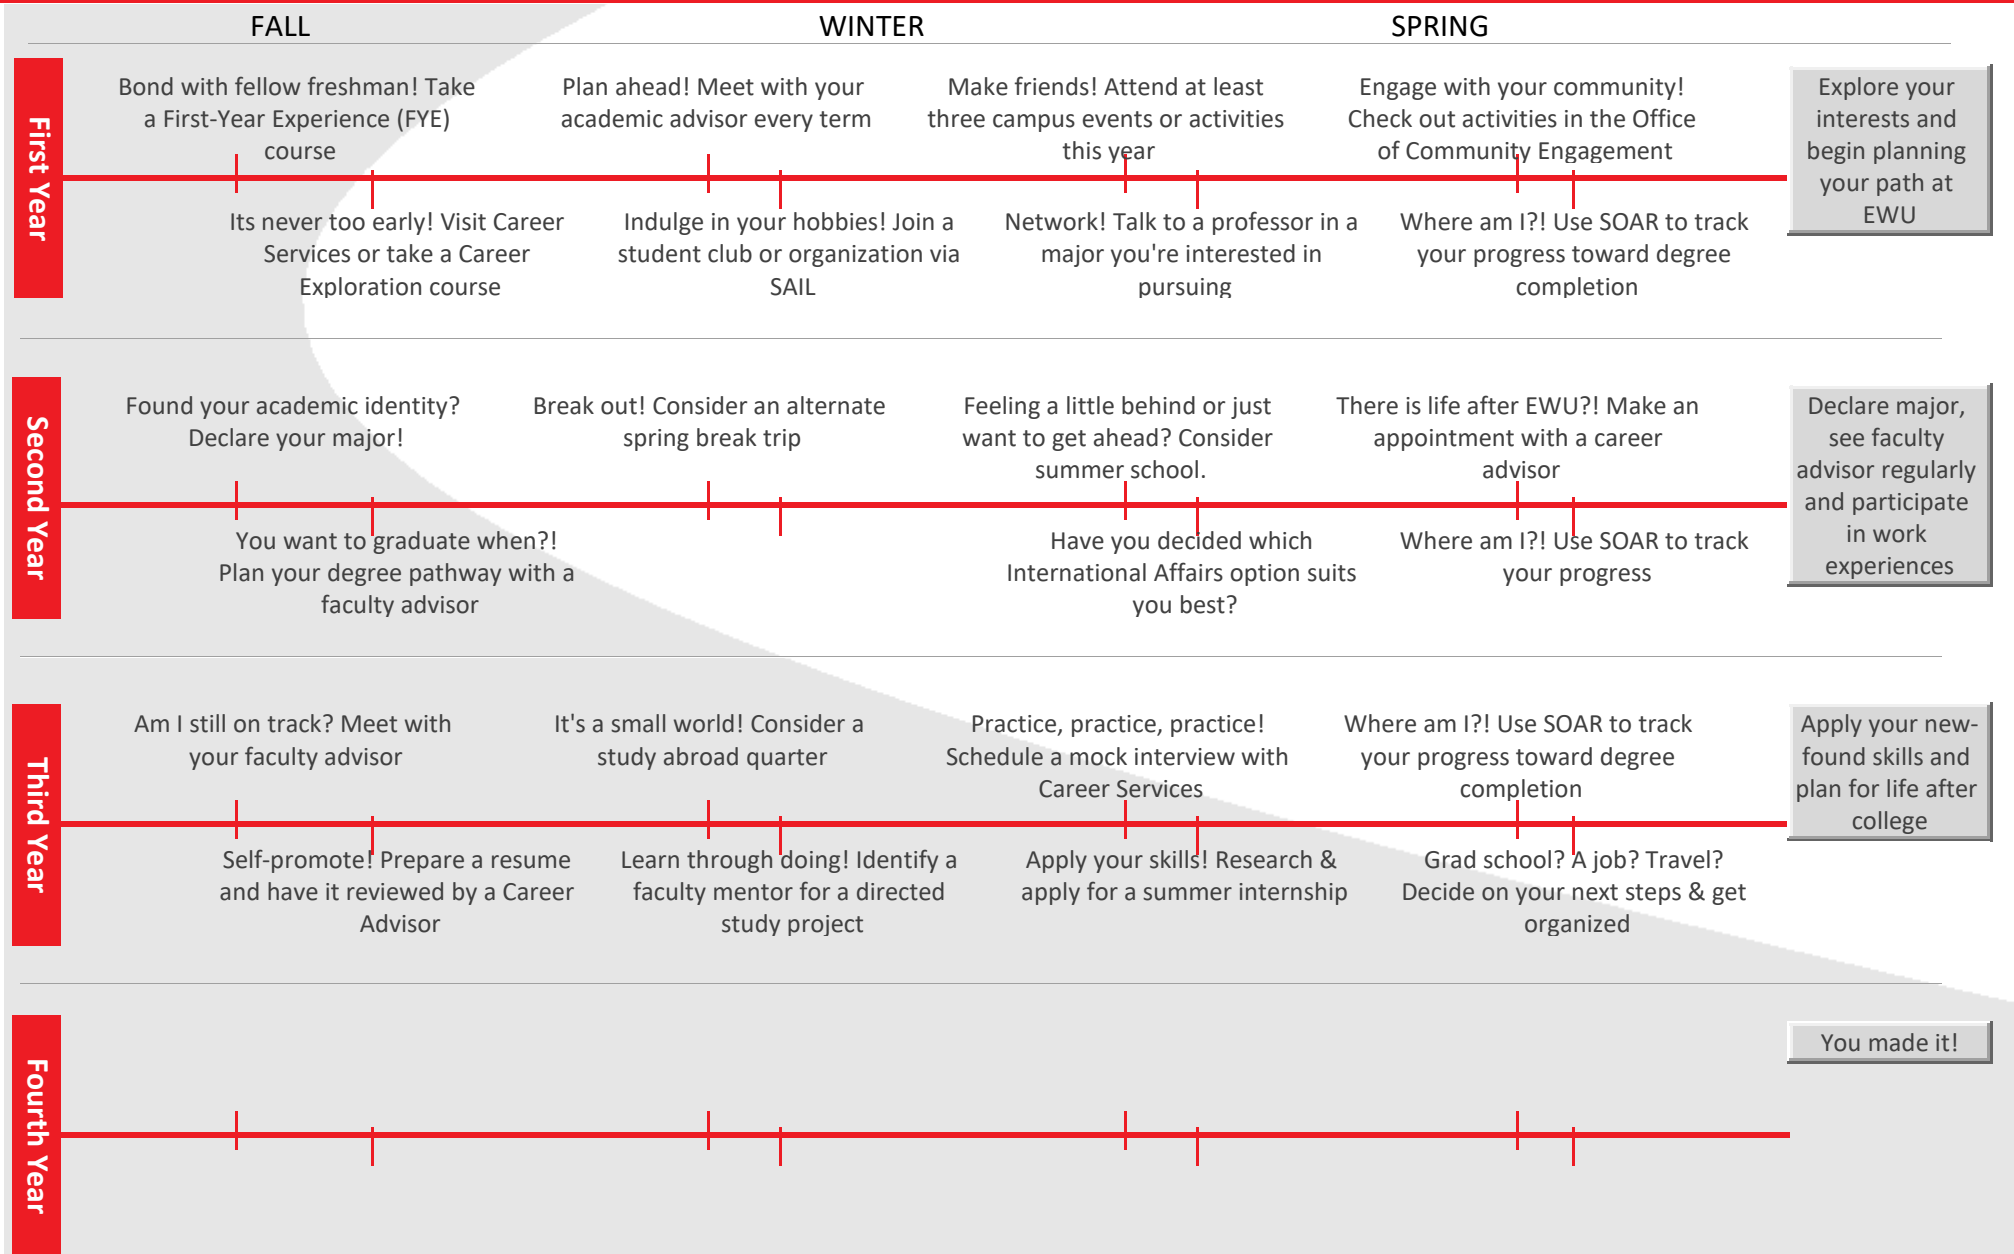 FALL
WINTER
SPRING
First Year
Bond with fellow freshman! Take
a First-Year Experience (FYE)
course
Plan ahead! Meet with your
academic advisor every term
Make friends! Attend at least
three campus events or activities
this year
Engage with your community!
Check out activities in the Office
of Community Engagement
Its never too early! Visit Career
Services or take a Career
Exploration course
Indulge in your hobbies! Join a
student club or organization via
SAIL
Network! Talk to a professor in a
major you're interested in
pursuing
Where am I?! Use SOAR to track
your progress toward degree
completion
Explore your
interests and
begin planning
your path at
EWU
Second Year
Found your academic identity?
Declare your major!
Break out! Consider an alternate
spring break trip
Feeling a little behind or just
want to get ahead? Consider
summer school.
There is life after EWU?! Make an
appointment with a career
advisor
You want to graduate when?!
Plan your degree pathway with a
faculty advisor
Have you decided which
International Affairs option suits
you best?
Where am I?! Use SOAR to track
your progress
Declare major,
see faculty
advisor regularly
and participate
in work
experiences
Third Year
Am I still on track? Meet with
your faculty advisor
It's a small world! Consider a
study abroad quarter
Practice, practice, practice!
Schedule a mock interview with
Career Services
Where am I?! Use SOAR to track
your progress toward degree
completion
Self-promote! Prepare a resume
and have it reviewed by a Career
Advisor
Learn through doing! Identify a
faculty mentor for a directed
study project
Apply your skills! Research &
apply for a summer internship
Grad school? A job? Travel?
Decide on your next steps & get
organized
Apply your new-
found skills and
plan for life after
college
Fourth Year
You made it!